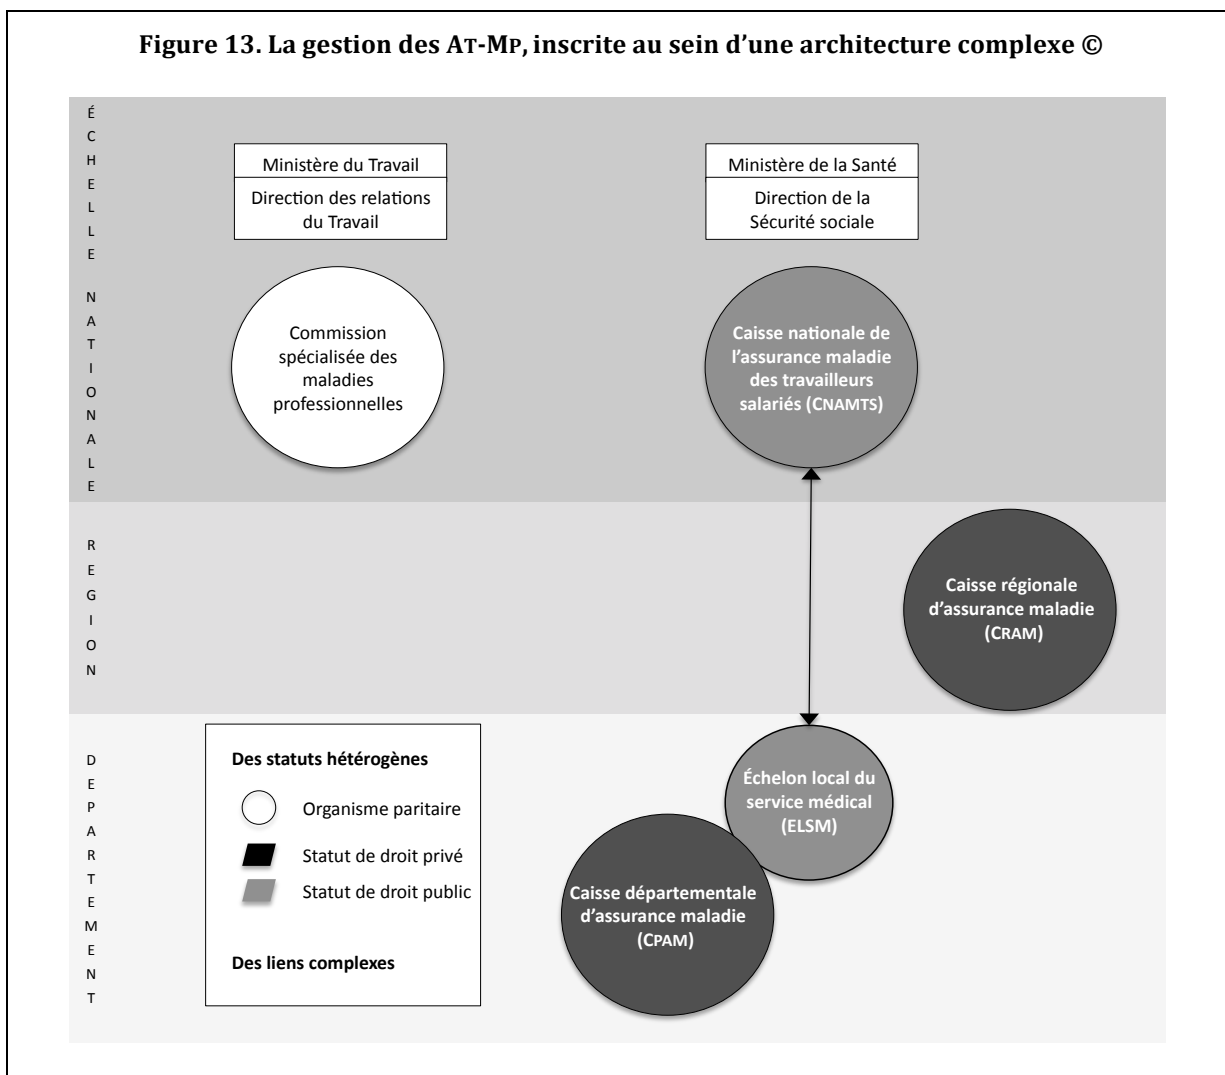 Figure 13. La gestion des AT-MP, inscrite au sein d’une architecture complexe ©
ÉCHELLE NATIONALE
Ministère du Travail
Direction des relations
du Travail
Ministère de la Santé
Direction de la
Sécurité sociale
Commission
spécialisée des
maladies
professionnelles
Caisse nationale de
l’assurance maladie
des travailleurs
salariés (CNAMTS)
REGION
Caisse régionale
d’assurance maladie
(CRAM)
DEPARTEMENT
Des statuts hétérogènes
Organisme paritaire
Statut de droit privé
Statut de droit public
Des liens complexes
Échelon local du
service médical
(ELSM)
Caisse départementale
d’assurance maladie
(CPAM)